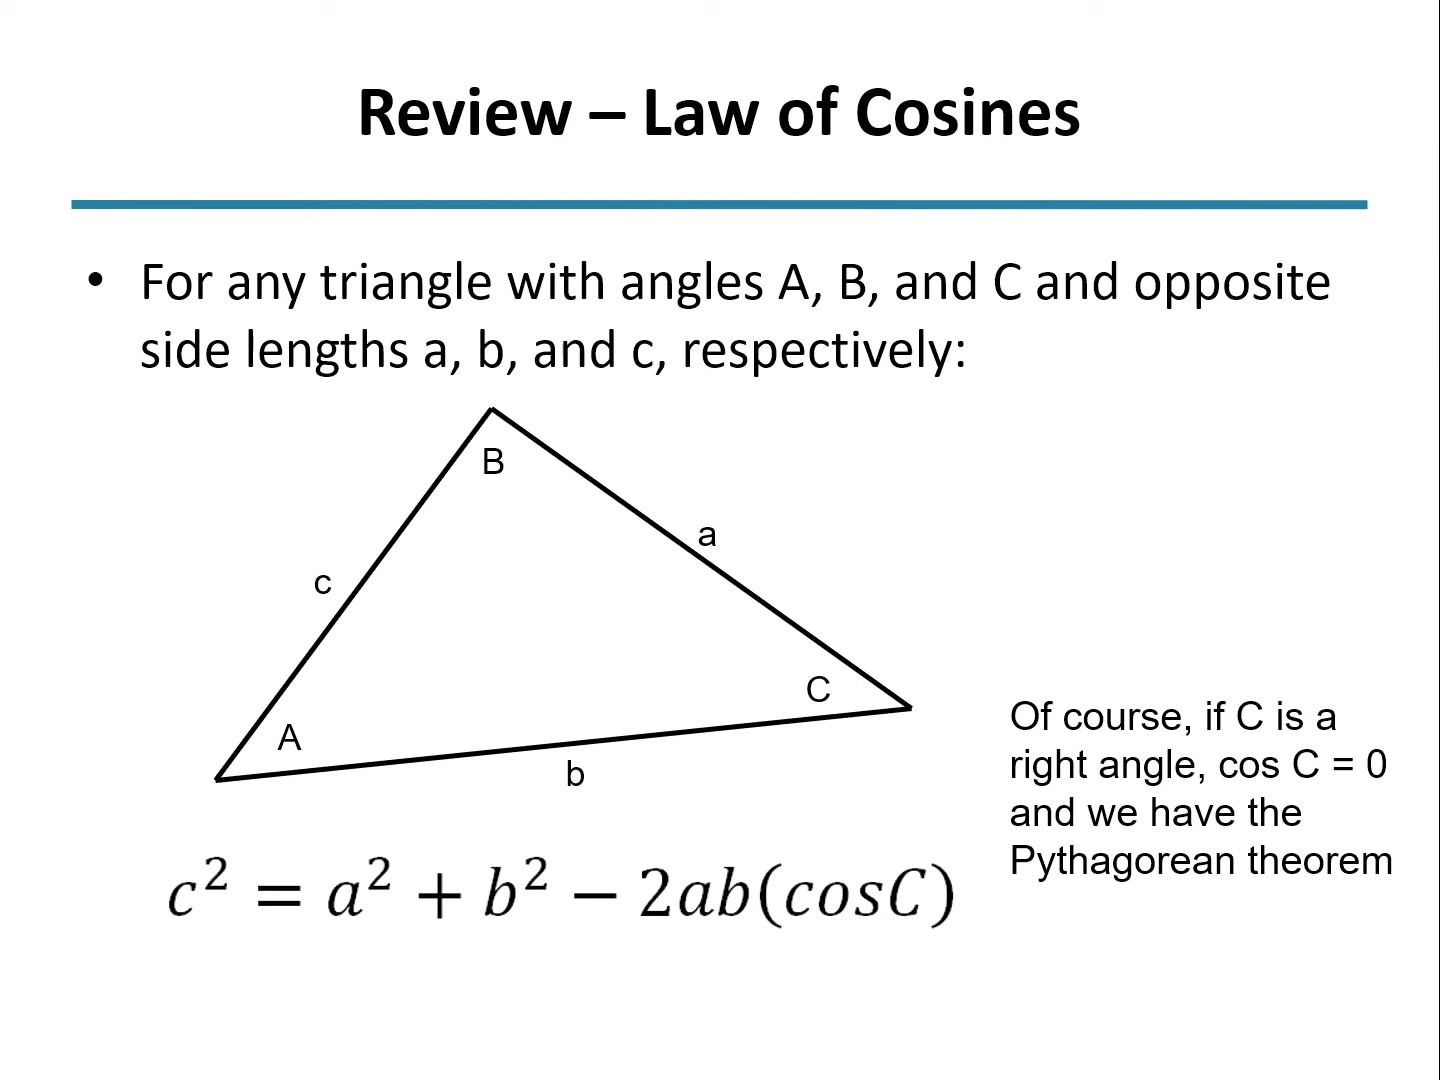 Review – Law of Cosines
• For any triangle with angles A, B, and C and opposite
side lengths a, b, and c, respectively:
B
a
c
C
A
b
Of course, if C is a
right angle, cos C = 0
and we have the
Pythagorean theorem
c² = a² + b² − 2ab(cosC)